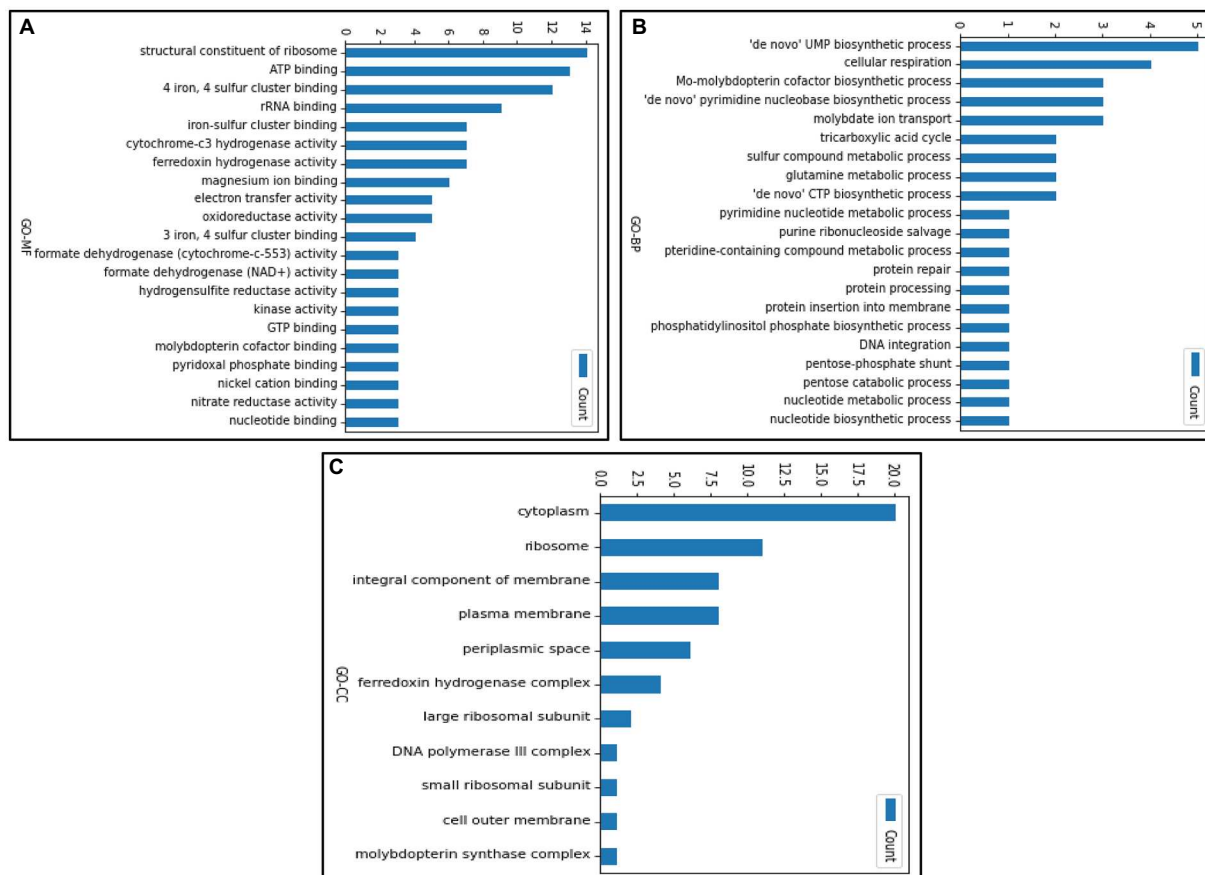 A
0 2 4 6 8 10 12 14
structural constituent of ribosome
ATP binding
4 iron, 4 sulfur cluster binding
rRNA binding
iron-sulfur cluster binding
cytochrome-c3 hydrogenase activity
ferredoxin hydrogenase activity
magnesium ion binding
electron transfer activity
oxidoreductase activity
3 iron, 4 sulfur cluster binding
formate dehydrogenase (cytochrome-c-553) activity
formate dehydrogenase (NAD+) activity
hydrogensulfite reductase activity
kinase activity
GTP binding
molybdopterin cofactor binding
pyridoxal phosphate binding
nickel cation binding
nitrate reductase activity
nucleotide binding
GO-MF
Count
B
0 1 2 3 4 5
'de novo' UMP biosynthetic process
cellular respiration
Mo-molybdopterin cofactor biosynthetic process
'de novo' pyrimidine nucleobase biosynthetic process
molybdate ion transport
tricarboxylic acid cycle
sulfur compound metabolic process
glutamine metabolic process
'de novo' CTP biosynthetic process
pyrimidine nucleotide metabolic process
purine ribonucleoside salvage
pteridine-containing compound metabolic process
protein repair
protein processing
protein insertion into membrane
phosphatidylinositol phosphate biosynthetic process
DNA integration
pentose-phosphate shunt
pentose catabolic process
nucleotide metabolic process
nucleotide biosynthetic process
GO-BP
Count
C
0.0 2.5 5.0 7.5 10.0 12.5 15.0 17.5 20.0
cytoplasm
ribosome
integral component of membrane
plasma membrane
periplasmic space
ferredoxin hydrogenase complex
large ribosomal subunit
DNA polymerase III complex
small ribosomal subunit
cell outer membrane
molybdopterin synthase complex
GO-CC
Count